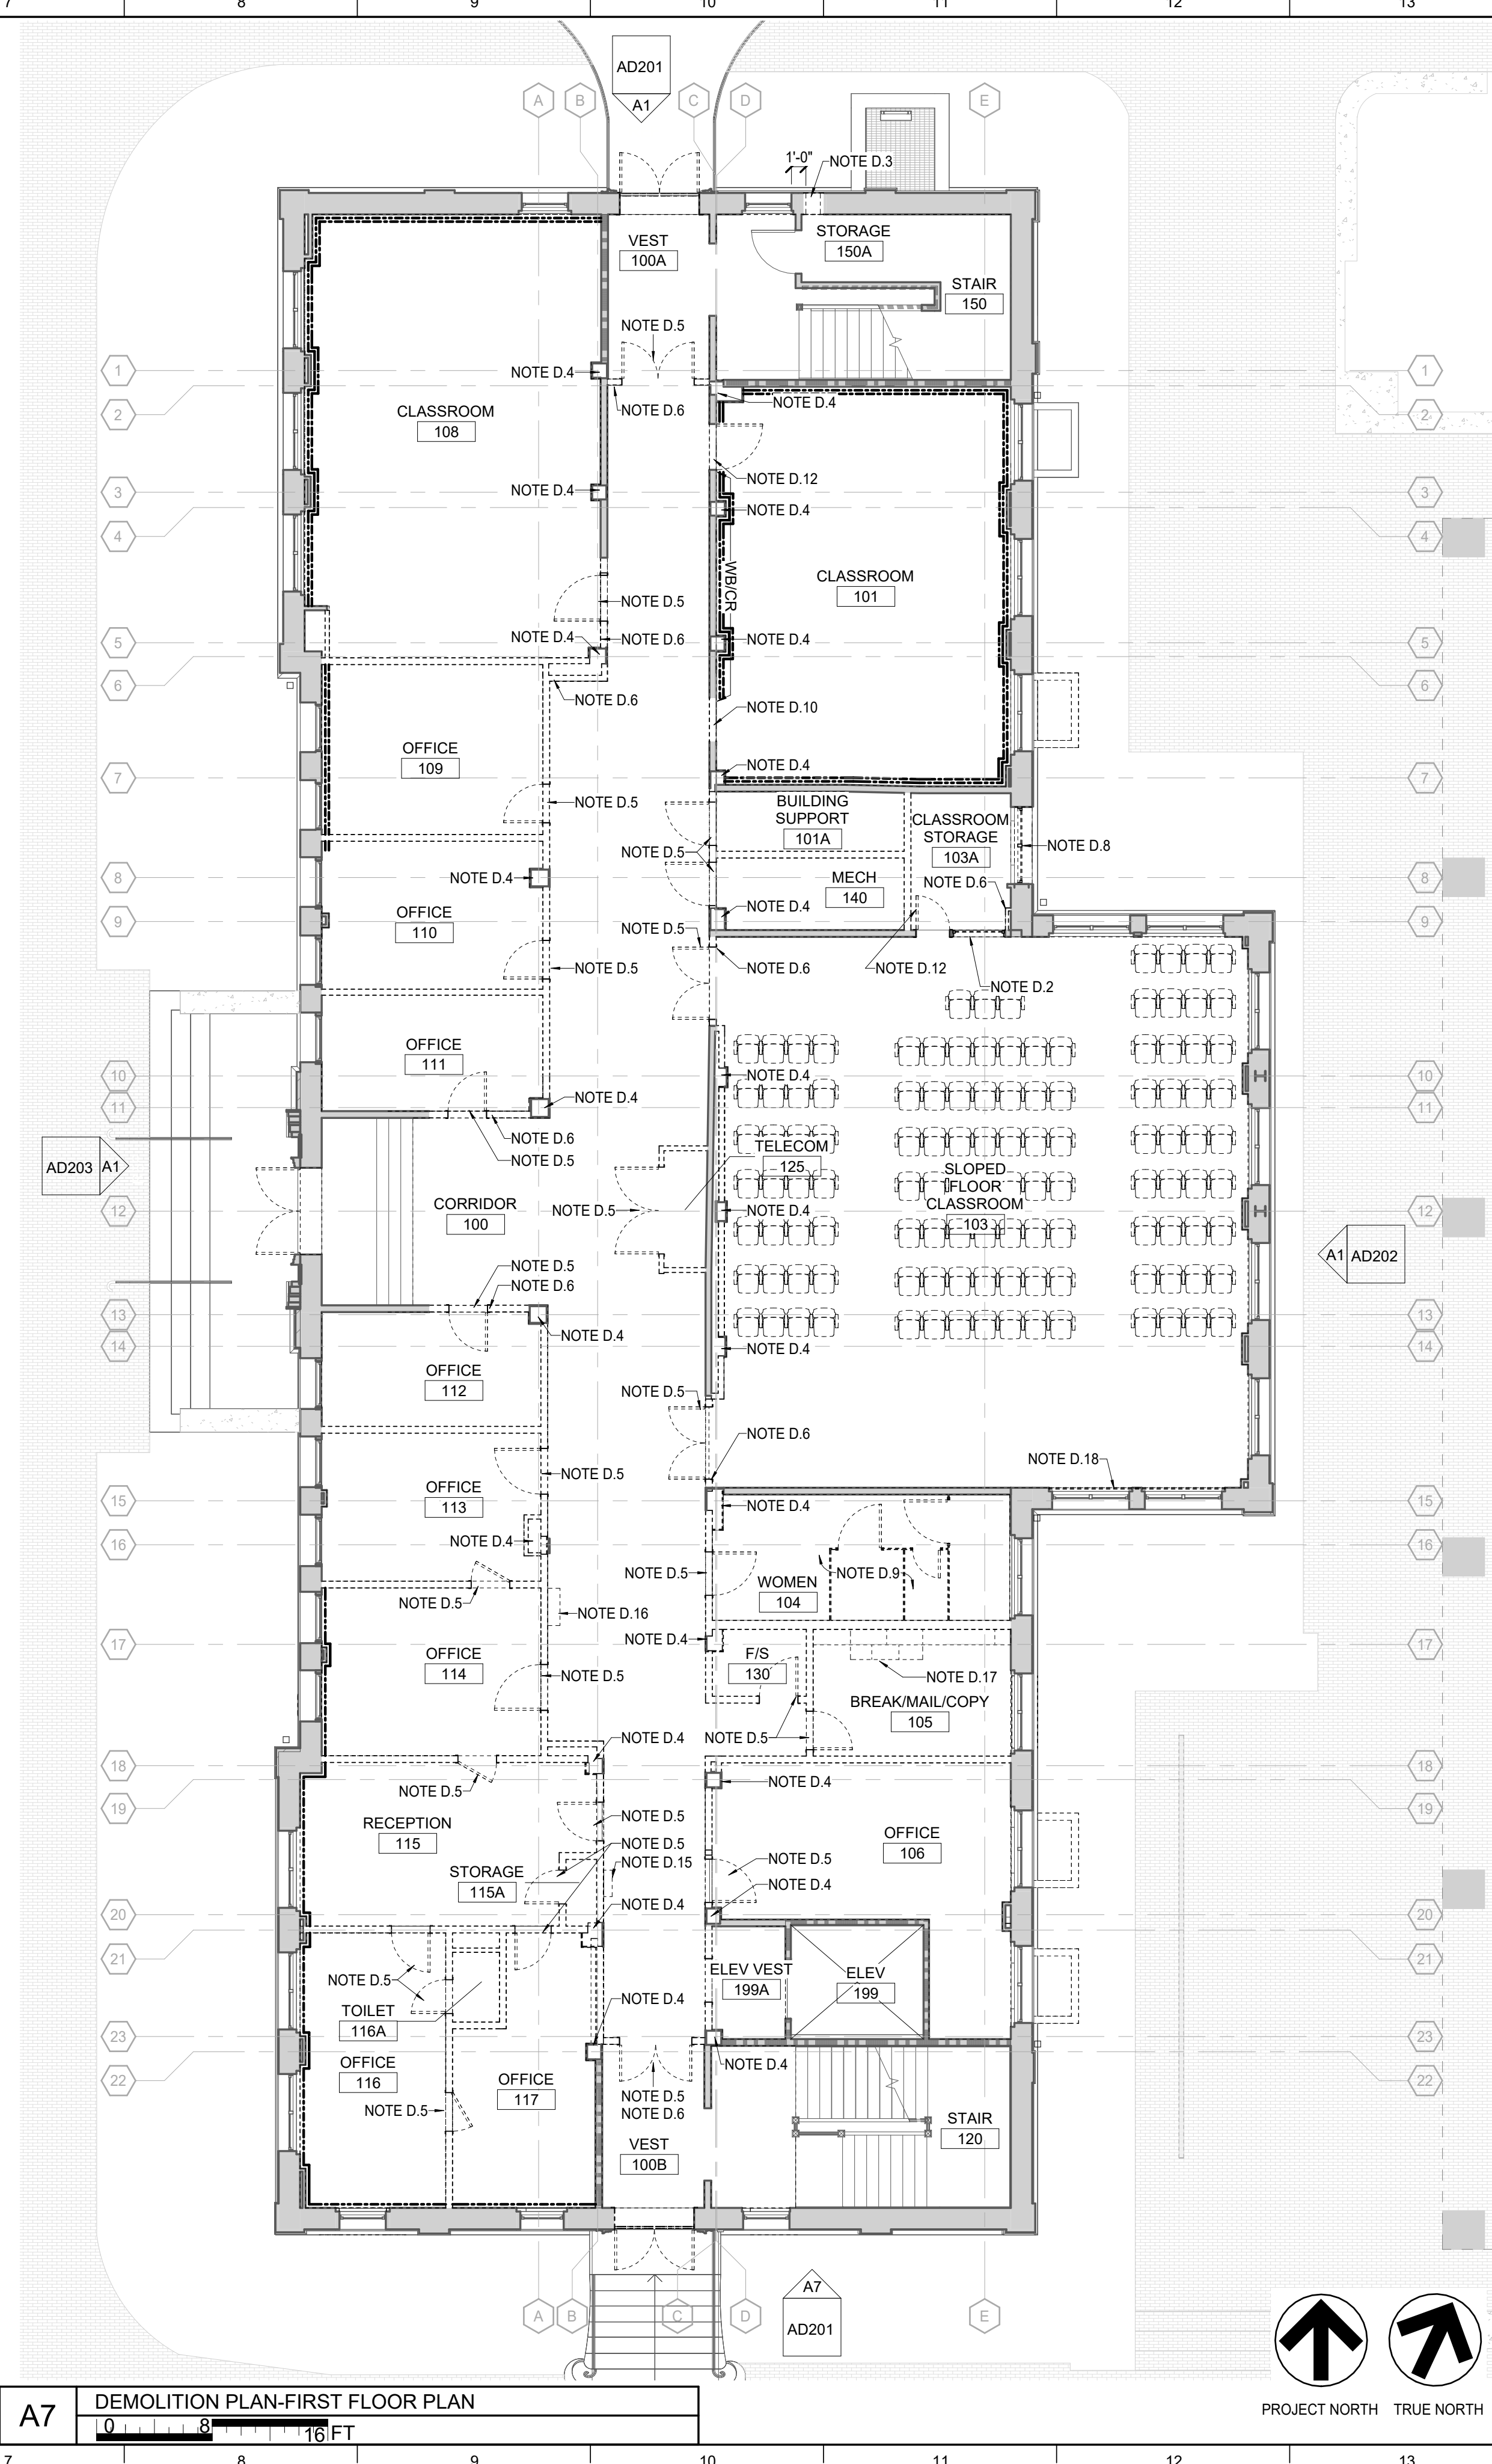 7
8
9
10
11
12
13
AD201
A1
A
B
C
D
E
1'-0"
NOTE D.3
VEST
100A
STORAGE
150A
STAIR
150
NOTE D.5
1
NOTE D.4
1
2
NOTE D.6
NOTE D.4
2
CLASSROOM
108
NOTE D.12
3
NOTE D.4
3
NOTE D.4
4
4
WB/CR
CLASSROOM
101
NOTE D.5
5
NOTE D.4
NOTE D.6
NOTE D.4
5
6
NOTE D.6
6
NOTE D.10
OFFICE
109
7
NOTE D.4
7
NOTE D.5
BUILDING
SUPPORT
101A
CLASSROOM
STORAGE
103A
NOTE D.8
NOTE D.5
8
NOTE D.4
MECH
140
NOTE D.6
8
OFFICE
110
NOTE D.4
9
9
NOTE D.5
NOTE D.5
NOTE D.6
NOTE D.12
NOTE D.2
OFFICE
111
10
NOTE D.4
10
11
NOTE D.4
11
NOTE D.6
NOTE D.5
TELECOM
125
AD203
A1
SLOPED
FLOOR
CLASSROOM
103
12
CORRIDOR
100
NOTE D.5
NOTE D.4
12
A1
AD202
NOTE D.5
NOTE D.6
13
NOTE D.4
13
14
NOTE D.4
14
OFFICE
112
NOTE D.5
NOTE D.6
NOTE D.18
NOTE D.5
OFFICE
113
15
NOTE D.4
15
16
NOTE D.4
16
NOTE D.5
WOMEN
104
NOTE D.9
NOTE D.5
NOTE D.16
17
NOTE D.4
17
OFFICE
114
NOTE D.5
F/S
130
NOTE D.17
BREAK/MAIL/COPY
105
NOTE D.4
NOTE D.5
18
NOTE D.5
NOTE D.4
18
19
19
RECEPTION
115
NOTE D.5
NOTE D.5
NOTE D.15
OFFICE
106
STORAGE
115A
NOTE D.5
NOTE D.4
20
NOTE D.4
20
21
21
NOTE D.5
ELEV VEST
199A
ELEV
199
NOTE D.4
TOILET
116A
23
23
22
OFFICE
116
OFFICE
117
NOTE D.4
22
NOTE D.5
NOTE D.5
NOTE D.6
STAIR
120
VEST
100B
A
B
C
D
E
A7
AD201
A7
DEMOLITION PLAN-FIRST FLOOR PLAN
0
8
16 FT
PROJECT NORTH
TRUE NORTH
7
8
9
10
11
12
13